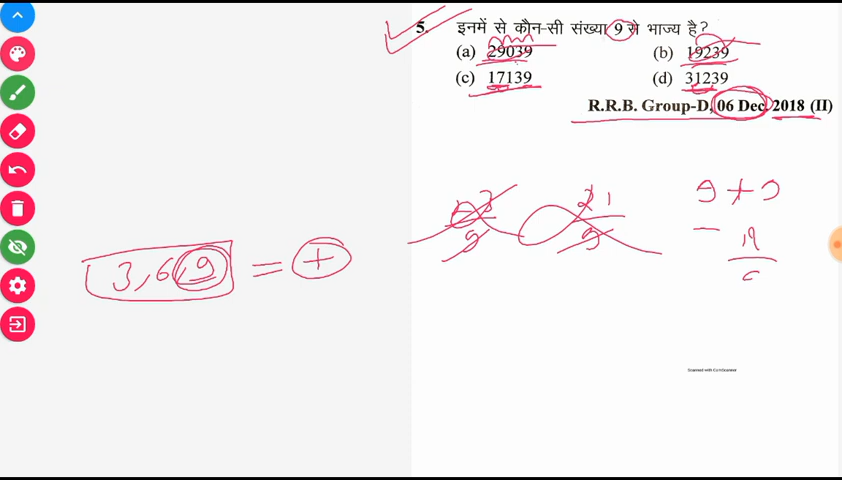 5. इनमें से कौन-सी संख्या 9 से भाज्य है?
(a) 29039 (b) 19239
(c) 17139 (d) 31239
R.R.B. Group-D, 06 Dec. 2018 (II)
9 +
3, 6, 9 = +
Scanned with CamScanner